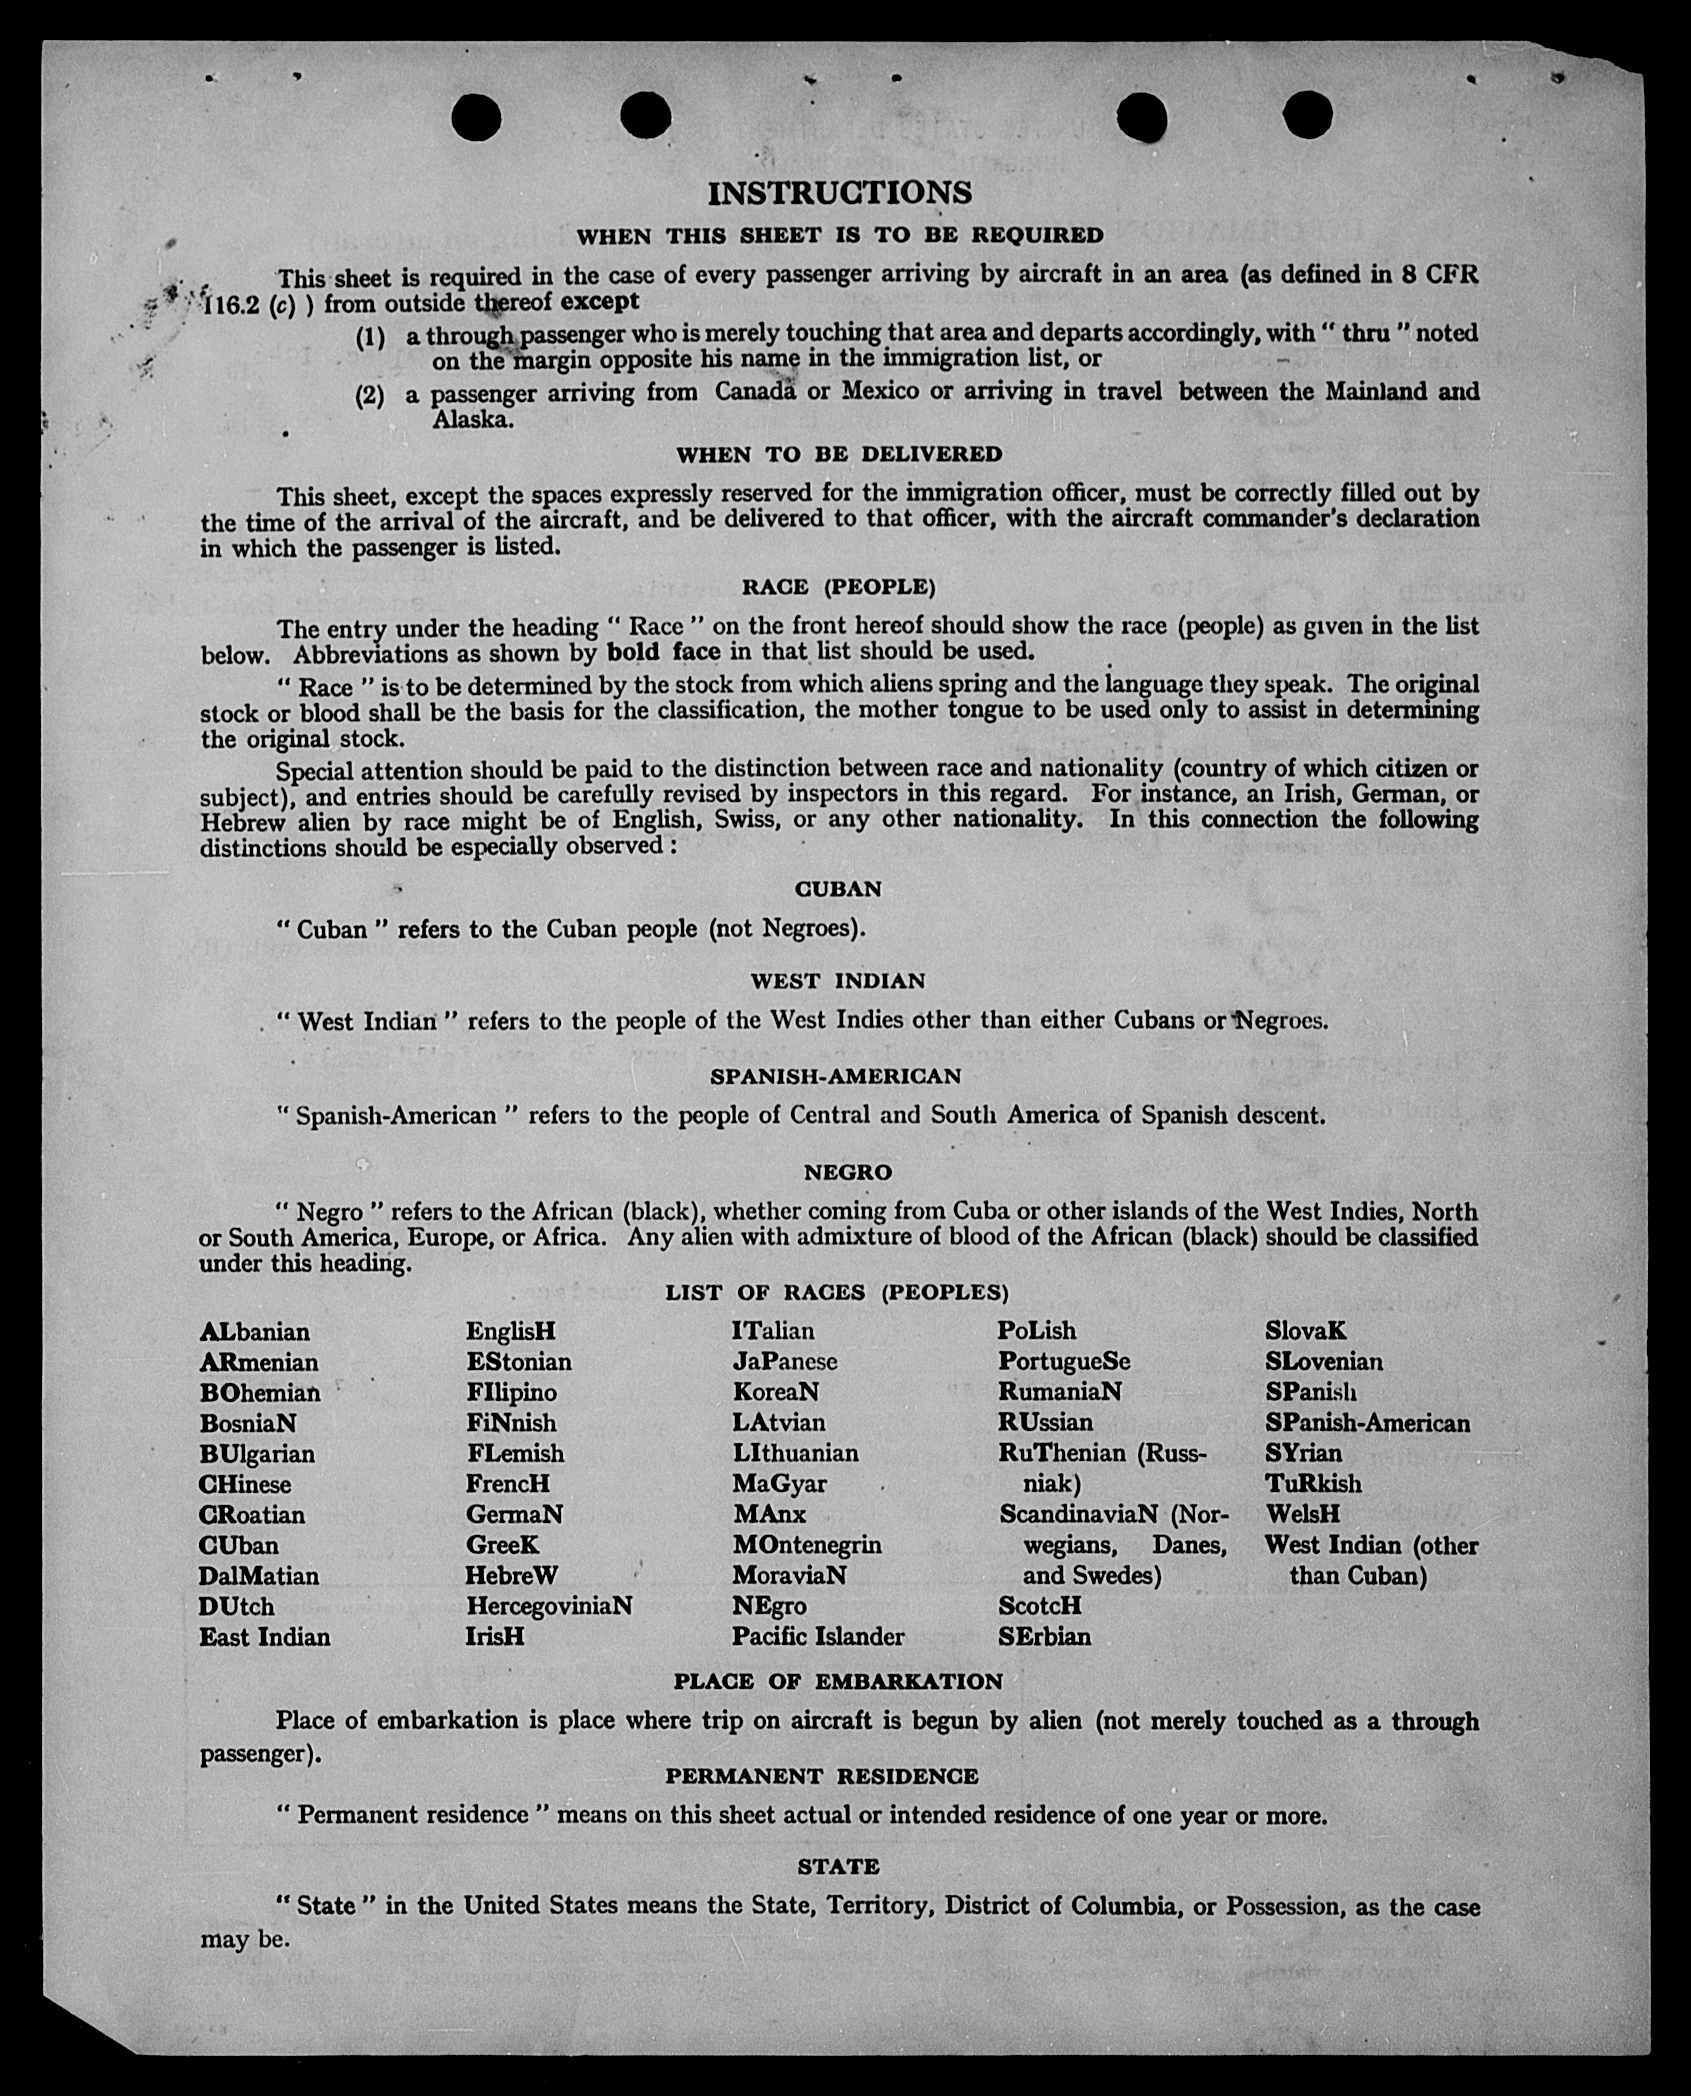 INSTRUCTIONS
WHEN THIS SHEET IS TO BE REQUIRED
This sheet is required in the case of every passenger arriving by aircraft in an area (as defined in 8 CFR
116.2 (c) ) from outside thereof except
(1) a through passenger who is merely touching that area and departs accordingly, with “ thru ” noted
on the margin opposite his name in the immigration list, or
(2) a passenger arriving from Canada or Mexico or arriving in travel between the Mainland and
Alaska.
WHEN TO BE DELIVERED
This sheet, except the spaces expressly reserved for the immigration officer, must be correctly filled out by
the time of the arrival of the aircraft, and be delivered to that officer, with the aircraft commander's declaration
in which the passenger is listed.
RACE (PEOPLE)
The entry under the heading “ Race ” on the front hereof should show the race (people) as given in the list
below. Abbreviations as shown by bold face in that list should be used.
“ Race ” is to be determined by the stock from which aliens spring and the language they speak. The original
stock or blood shall be the basis for the classification, the mother tongue to be used only to assist in determining
the original stock.
Special attention should be paid to the distinction between race and nationality (country of which citizen or
subject), and entries should be carefully revised by inspectors in this regard. For instance, an Irish, German, or
Hebrew alien by race might be of English, Swiss, or any other nationality. In this connection the following
distinctions should be especially observed :
CUBAN
“ Cuban ” refers to the Cuban people (not Negroes).
WEST INDIAN
“ West Indian ” refers to the people of the West Indies other than either Cubans or Negroes.
SPANISH-AMERICAN
“ Spanish-American ” refers to the people of Central and South America of Spanish descent.
NEGRO
“ Negro ” refers to the African (black), whether coming from Cuba or other islands of the West Indies, North
or South America, Europe, or Africa. Any alien with admixture of blood of the African (black) should be classified
under this heading.
LIST OF RACES (PEOPLES)
ALbanian
ARmenian
BOhemian
BosniaN
BUlgarian
CHinese
CRoatian
CUban
DalMatian
DUtch
East Indian
EnglisH
EStonian
FIlipino
FiNnish
FLemish
FrencH
GermaN
GreeK
HebreW
HercegoviniaN
IrisH
ITalian
JaPanese
KoreaN
LAtvian
LIthuanian
MaGyar
MAnx
MOntenegrin
MoraviaN
NEgro
Pacific Islander
PoLish
PortugueSe
RumaniaN
RUssian
RuThenian (Russ-
niak)
ScandinaviaN (Nor-
wegians, Danes,
and Swedes)
ScotcH
SErbian
SlovaK
SLovenian
SPanish
SPanish-American
SYrian
TuRkish
WelsH
West Indian (other
than Cuban)
PLACE OF EMBARKATION
Place of embarkation is place where trip on aircraft is begun by alien (not merely touched as a through
passenger).
PERMANENT RESIDENCE
“ Permanent residence ” means on this sheet actual or intended residence of one year or more.
STATE
“ State ” in the United States means the State, Territory, District of Columbia, or Possession, as the case
may be.